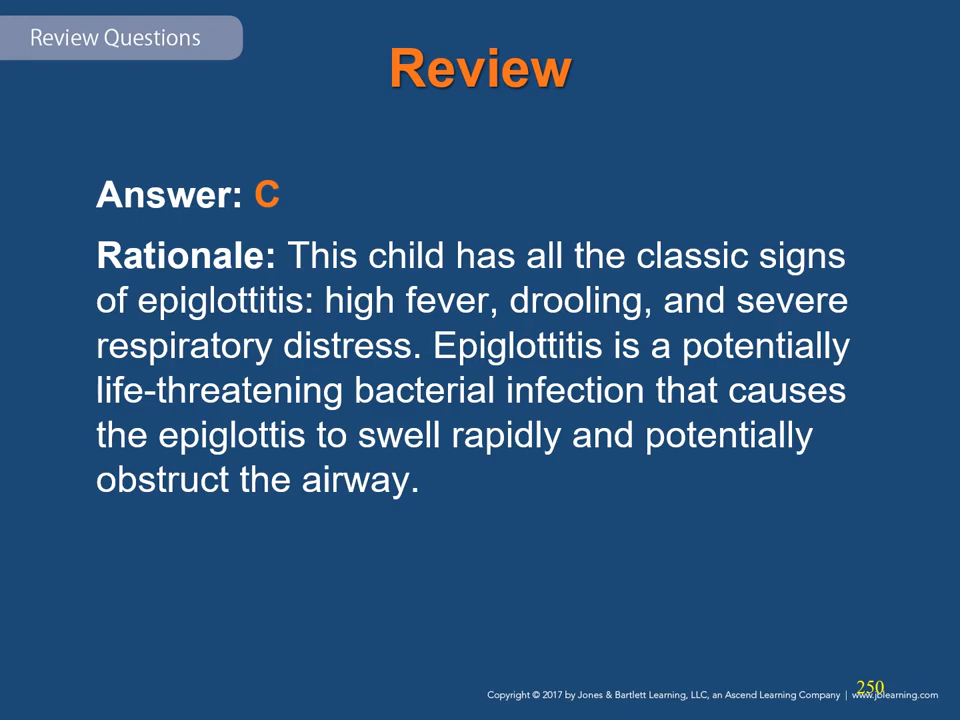 Review Questions
Review
Answer: C
Rationale: This child has all the classic signs
of epiglottitis: high fever, drooling, and severe
respiratory distress. Epiglottitis is a potentially
life-threatening bacterial infection that causes
the epiglottis to swell rapidly and potentially
obstruct the airway.
250
Copyright © 2017 by Jones & Bartlett Learning, LLC, an Ascend Learning Company | www.jblearning.com